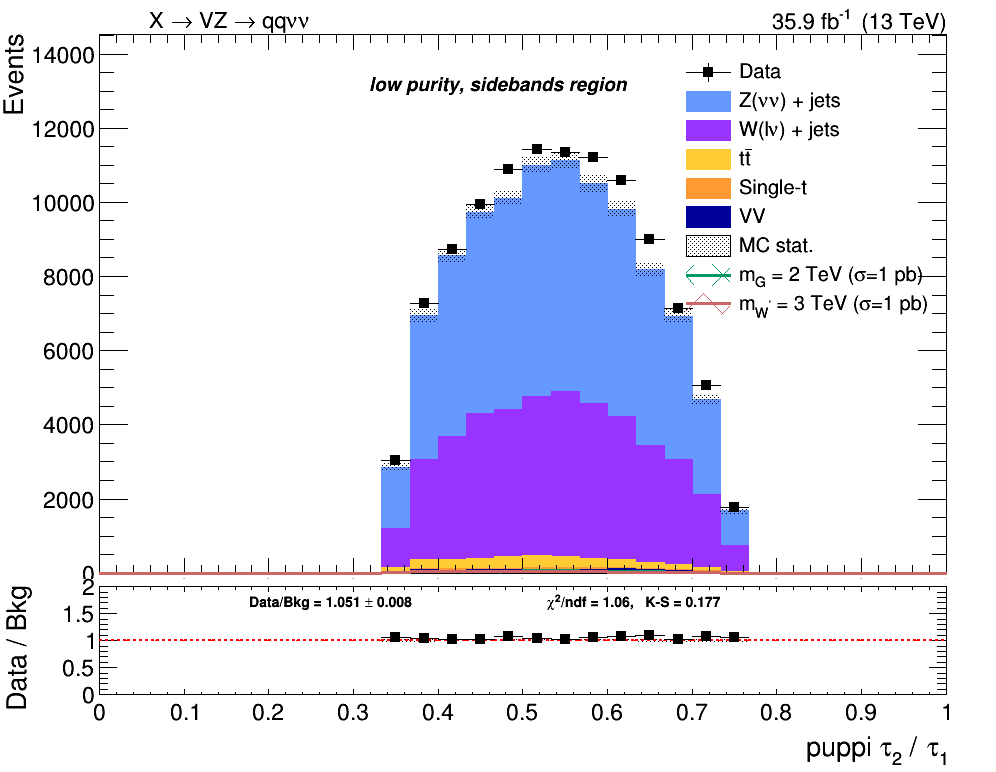 X → VZ → qqνν 35.9 fb⁻¹ (13 TeV)
Events
14000
12000
10000
8000
6000
4000
2000
0
low purity, sidebands region
Data
Z(νν) + jets
W(lν) + jets
tt̄
Single-t
VV
MC stat.
m_G = 2 TeV (σ=1 pb)
m_W' = 3 TeV (σ=1 pb)
Data / Bkg
2
1.5
1
0.5
0
Data/Bkg = 1.051 ± 0.008 χ²/ndf = 1.06, K-S = 0.177
0 0.1 0.2 0.3 0.4 0.5 0.6 0.7 0.8 0.9 1
puppi τ₂ / τ₁